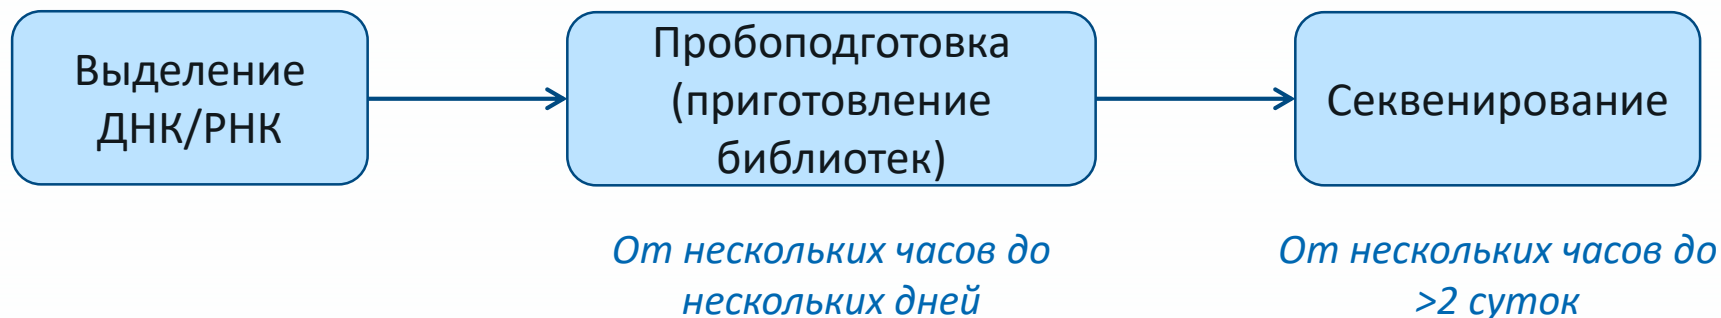 Выделение
ДНК/РНК
Пробоподготовка
(приготовление
библиотек)
Секвенирование
От нескольких часов до
нескольких дней
От нескольких часов до
>2 суток